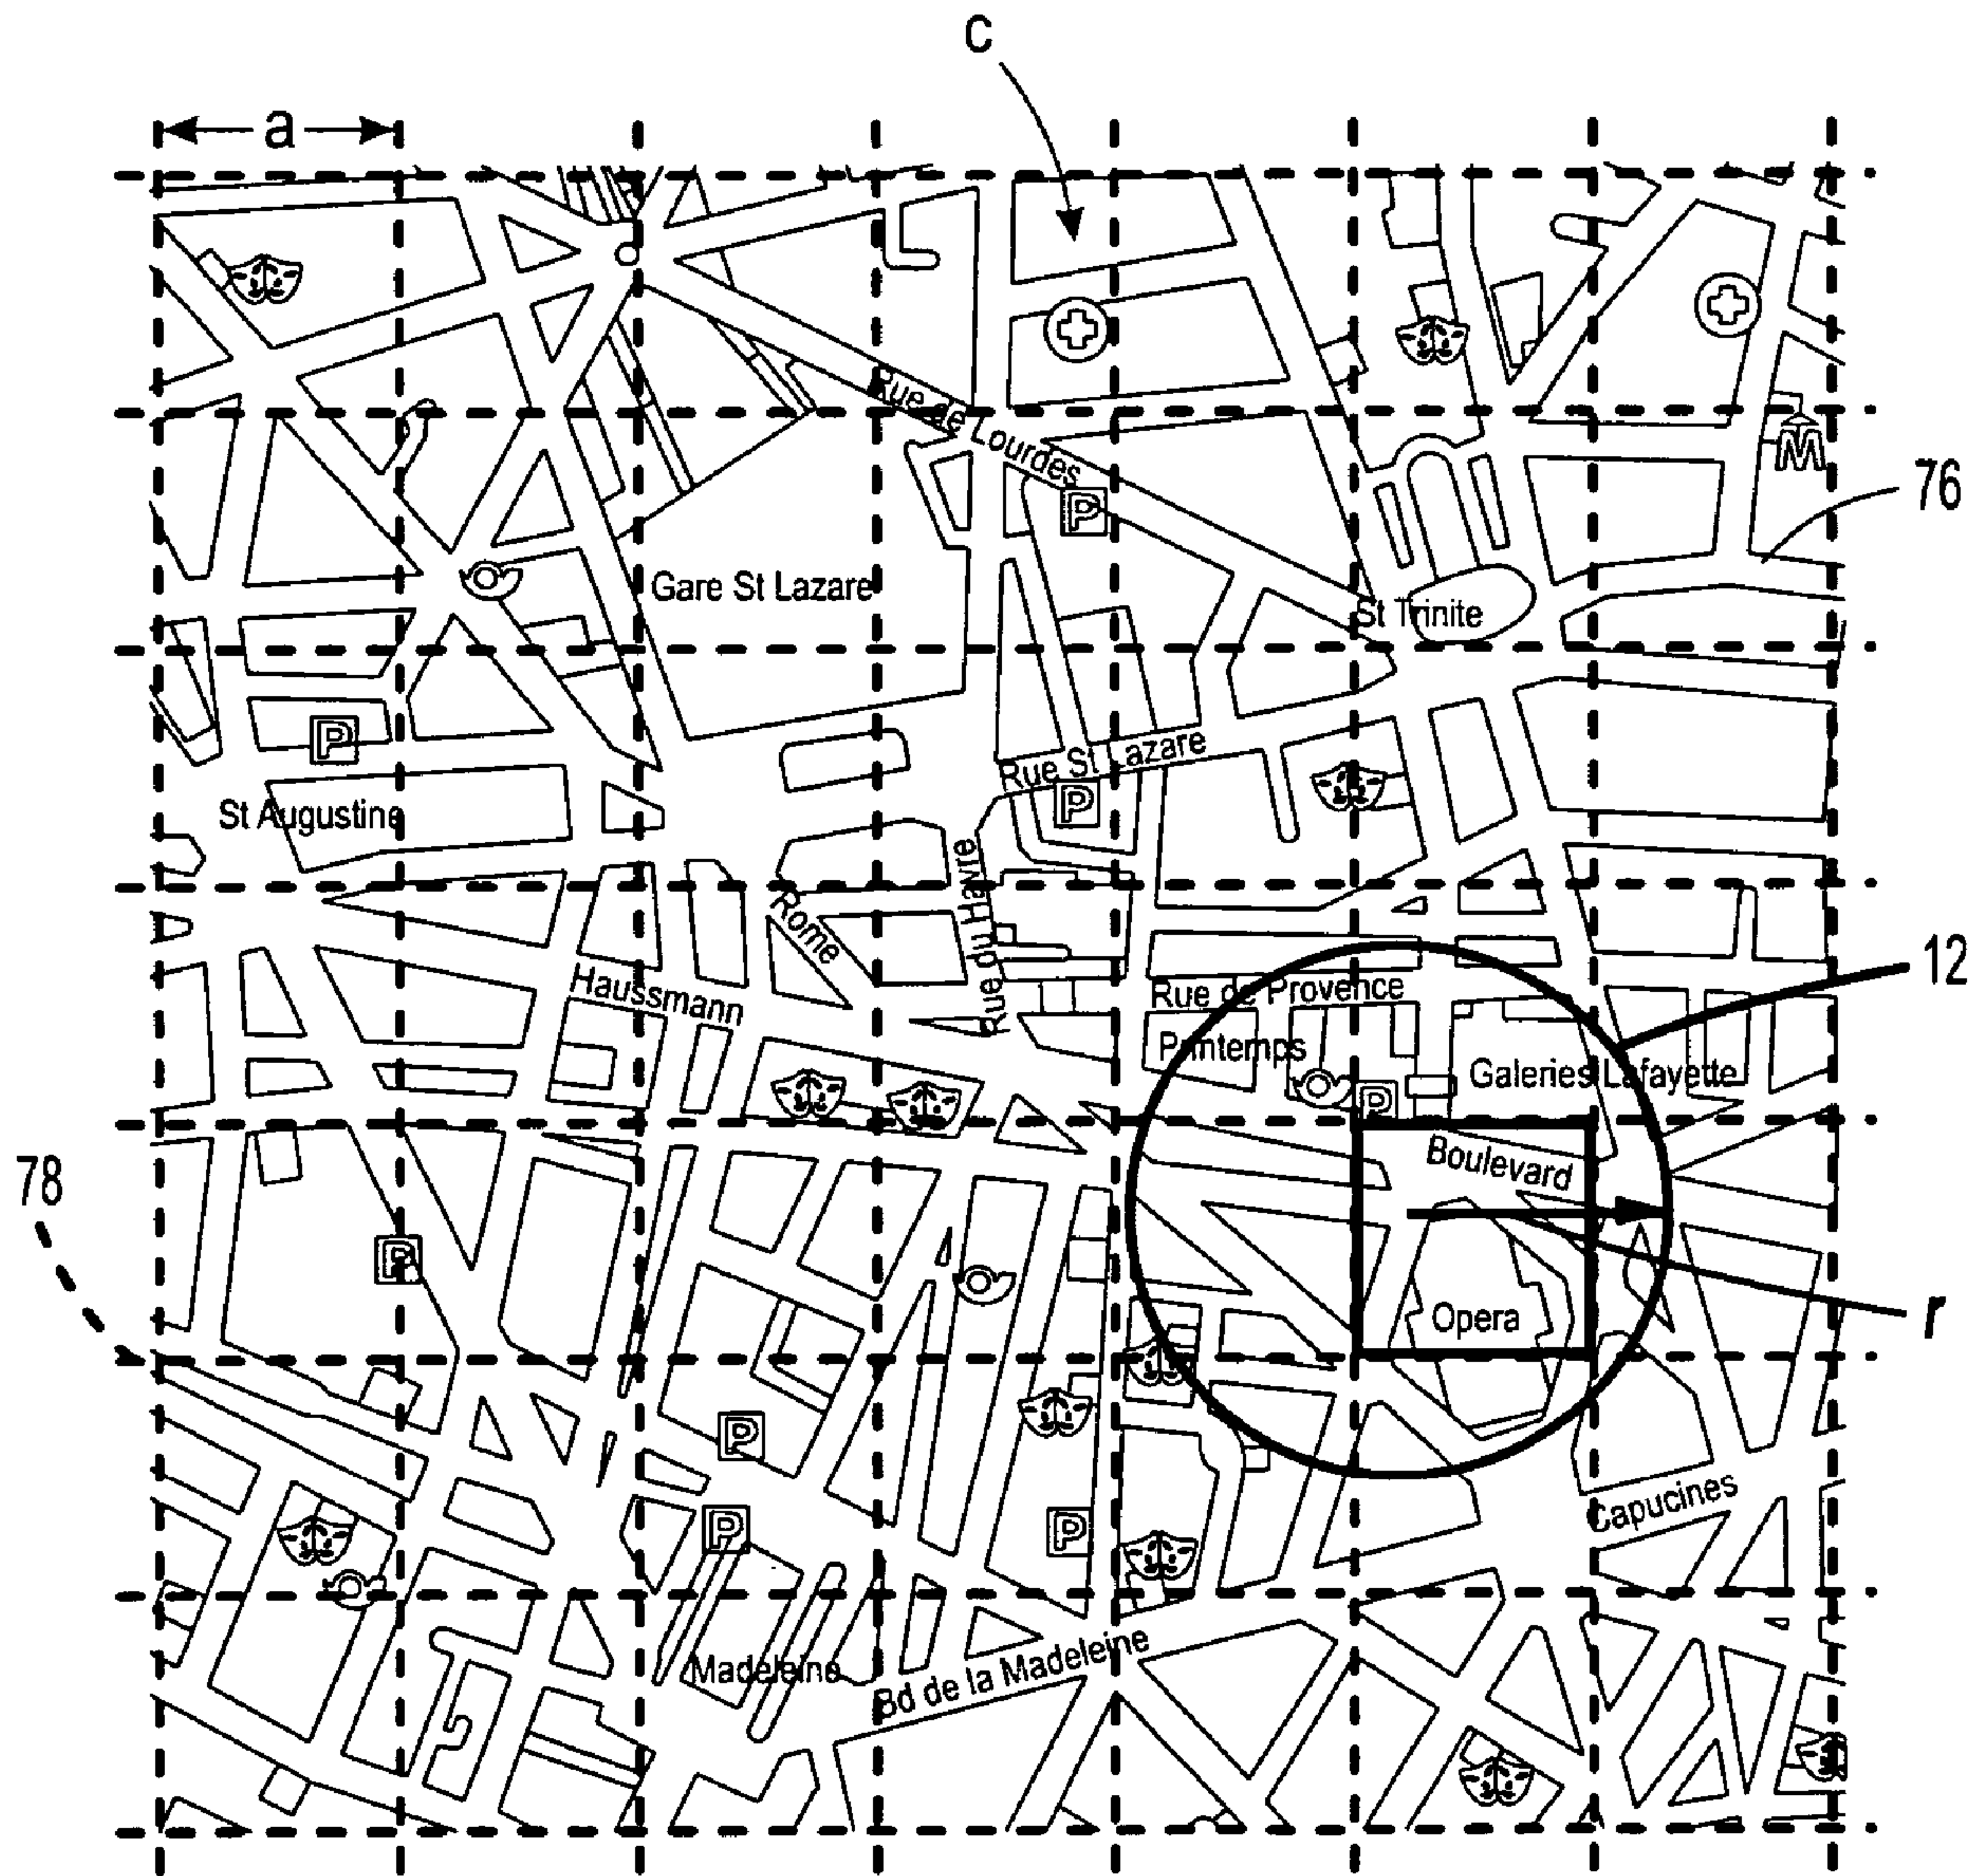 c
a
Rue de Lourdes
P
M
76
Gare St Lazare
St Trinite
P
Rue St Lazare
P
St Augustine
Rue du Havre
Rome
12
Haussmann
Rue de Provence
Printemps
Galeries Lafayette
P
Boulevard
78
P
r
Opera
P
Capucines
P
P
Madeleine
Bd de la Madeleine